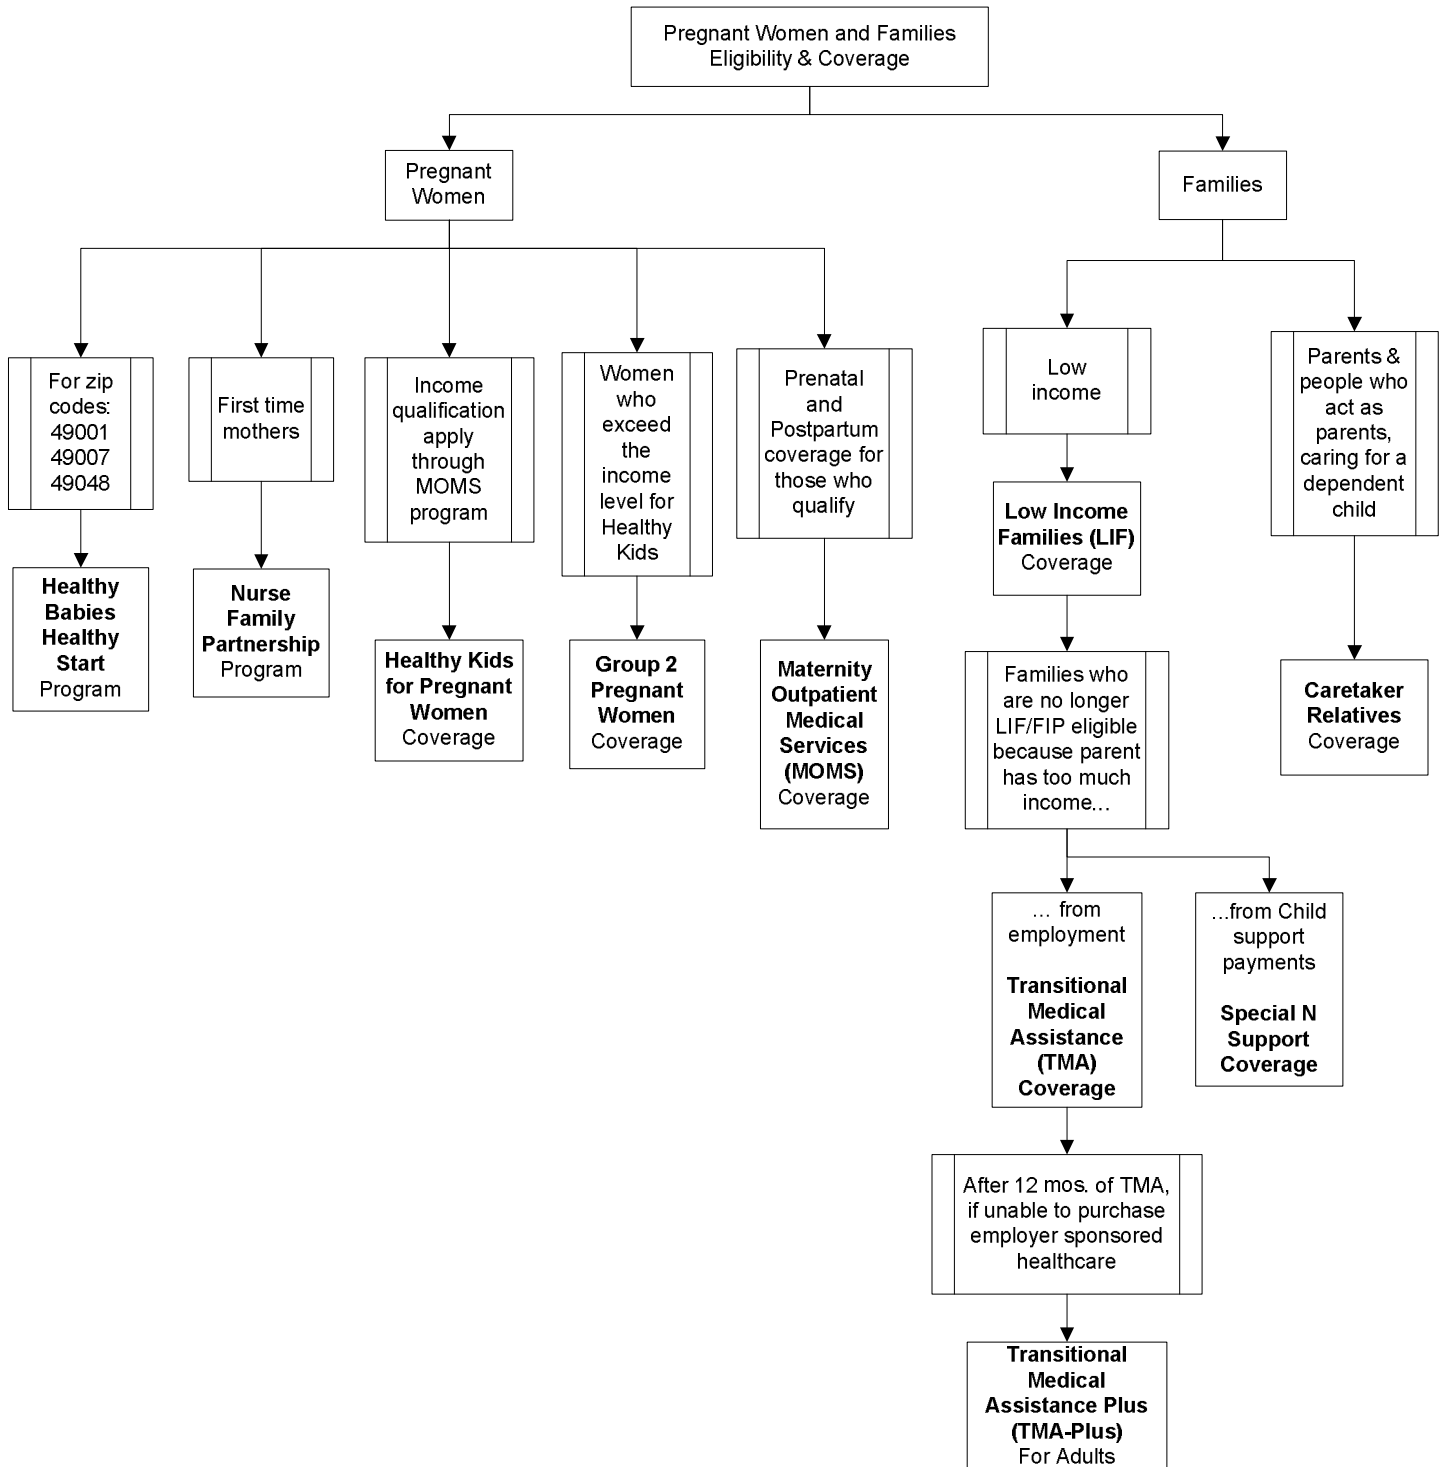 Pregnant Women and Families
Eligibility & Coverage
Pregnant
Women
Families
For zip
codes:
49001
49007
49048
First time
mothers
Income
qualification
apply
through
MOMS
program
Women
who
exceed
the
income
level for
Healthy
Kids
Prenatal
and
Postpartum
coverage for
those who
qualify
Low
income
Parents &
people who
act as
parents,
caring for a
dependent
child
Healthy
Babies
Healthy
Start
Program
Nurse
Family
Partnership
Program
Healthy Kids
for Pregnant
Women
Coverage
Group 2
Pregnant
Women
Coverage
Maternity
Outpatient
Medical
Services
(MOMS)
Coverage
Low Income
Families (LIF)
Coverage
Caretaker
Relatives
Coverage
Families who
are no longer
LIF/FIP eligible
because parent
has too much
income...
... from
employment
Transitional
Medical
Assistance
(TMA)
Coverage
...from Child
support
payments
Special N
Support
Coverage
After 12 mos. of TMA,
if unable to purchase
employer sponsored
healthcare
Transitional
Medical
Assistance Plus
(TMA-Plus)
For Adults